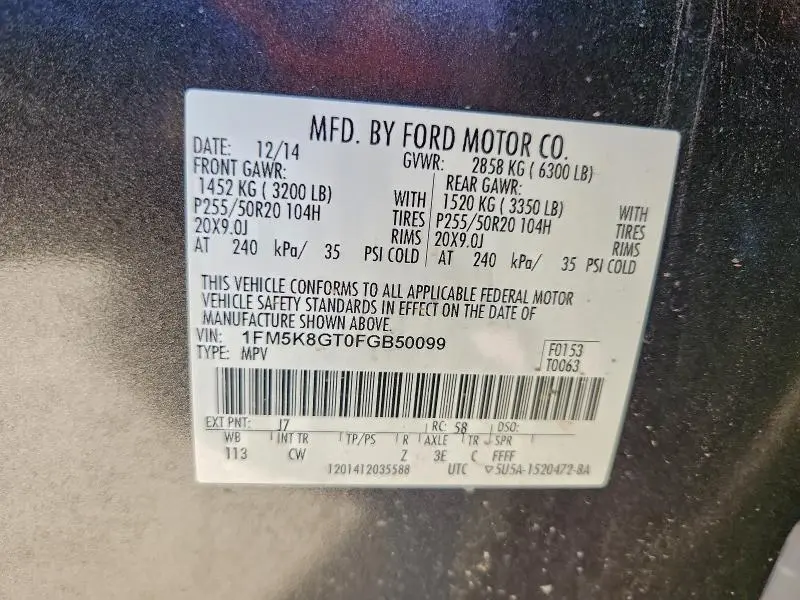 MFD. BY FORD MOTOR CO.
DATE: 12/14 GVWR: 2858 KG ( 6300 LB)
FRONT GAWR: REAR GAWR:
1452 KG ( 3200 LB) WITH 1520 KG ( 3350 LB) WITH
P255/50R20 104H TIRES P255/50R20 104H TIRES
20X9.0J RIMS 20X9.0J RIMS
AT 240 kPa/ 35 PSI COLD AT 240 kPa/ 35 PSI COLD
THIS VEHICLE CONFORMS TO ALL APPLICABLE FEDERAL MOTOR
VEHICLE SAFETY STANDARDS IN EFFECT ON THE DATE OF
MANUFACTURE SHOWN ABOVE.
VIN: 1FM5K8GT0FGB50099 F0153
TYPE: MPV T0063
EXT PNT: J7 RC: 58 DSO:
WB INT TR TP/PS R AXLE TR SPR
113 CW Z 3E C FFFF
1201412035588 UTC ▽5U5A-1520472-BA